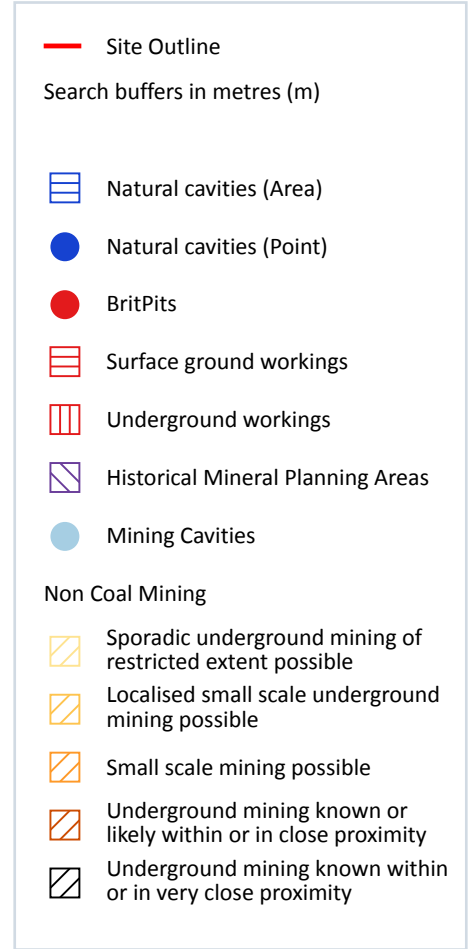 Site Outline
Search buffers in metres (m)
Natural cavities (Area)
Natural cavities (Point)
BritPits
Surface ground workings
Underground workings
Historical Mineral Planning Areas
Mining Cavities
Non Coal Mining
Sporadic underground mining of
restricted extent possible
Localised small scale underground
mining possible
Small scale mining possible
Underground mining known or
likely within or in close proximity
Underground mining known within
or in very close proximity